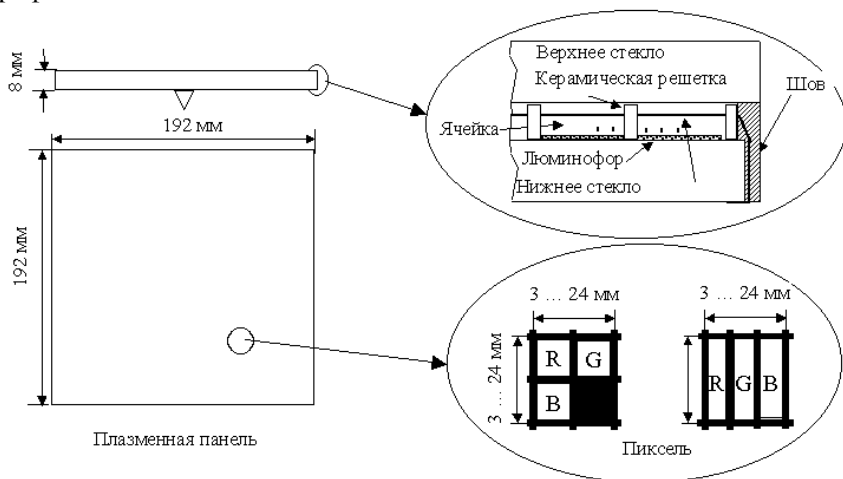 8 мм
192 мм
192 мм
Плазменная панель
Верхнее стекло
Керамическая решетка
Шов
Ячейка
Люминофор
Нижнее стекло
3 ... 24 мм
3 ... 24 мм
3 ... 24 мм
R G
B
R G B
Пиксель